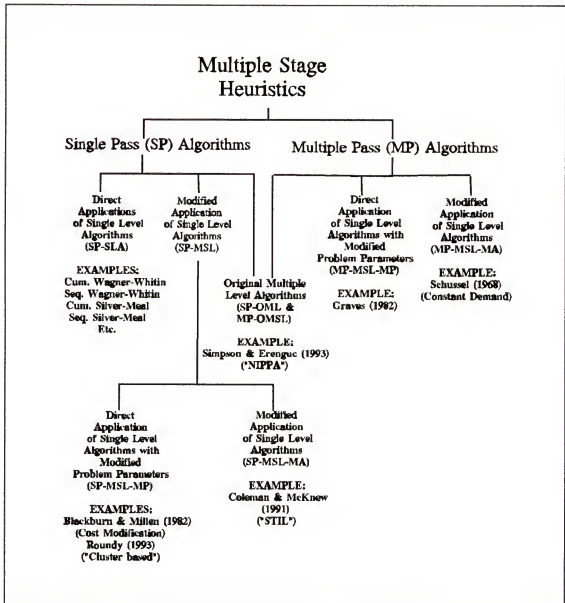 Multiple Stage
Heuristics
Single Pass (SP) Algorithms
Multiple Pass (MP) Algorithms
Direct
Applications
of Single Level
Algorithms
(SP-SLA)
EXAMPLES:
Cum. Wagner-Whitin
Seq. Wagner-Whitin
Cum. Silver-Meal
Seq. Silver-Meal
Etc.
Modified
Application
of Single Level
Algorithms
(SP-MSL)
Original Multiple
Level Algorithms
(SP-OML &
MP-OMSL)
EXAMPLE:
Simpson & Erenguc (1993)
("NIPPA")
Direct
Application
of Single Level
Algorithms with
Modified
Problem Parameters
(MP-MSL-MP)
EXAMPLE:
Graves (1982)
Modified
Application
of Single Level
Algorithms
(MP-MSL-MA)
EXAMPLE:
Schussel (1968)
(Constant Demand)
Direct
Application
of Single Level
Algorithms with
Modified
Problem Parameters
(SP-MSL-MP)
EXAMPLES:
Blackburn & Millen (1982)
(Cost Modification)
Roundy (1993)
("Cluster based")
Modified
Application
of Single Level
Algorithms
(SP-MSL-MA)
EXAMPLE:
Coleman & McKnew
(1991)
("STIL")